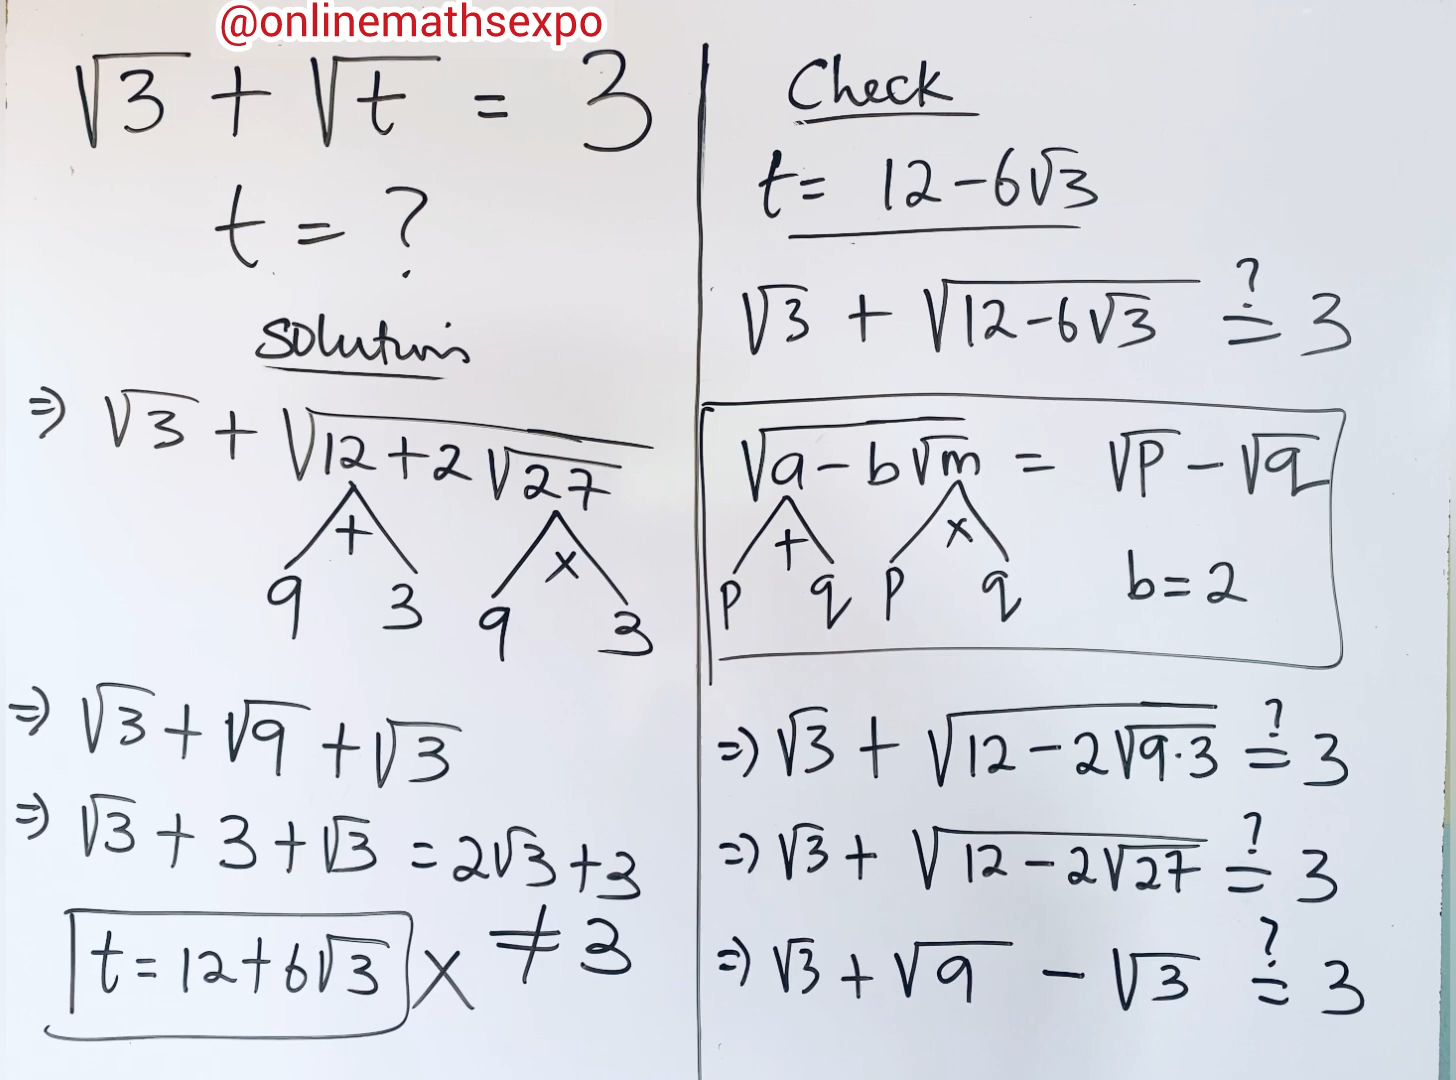 @onlinemathsexpo
√3 + √t = 3
t = ?
Solutions
⇒ √3 + √(12+2√27)
+
×
9 3 9 3
⇒ √3 + √9 + √3
⇒ √3 + 3 + √3 = 2√3 + 3
≠ 3
t = 12+6√3 X
Check
t = 12-6√3
√3 + √(12-6√3) ≟ 3
√(a-b√m) = √p - √q
+ ×
p q p q b=2
⇒ √3 + √(12-2√(9·3)) ≟ 3
⇒ √3 + √(12-2√27) ≟ 3
⇒ √3 + √9 - √3 ≟ 3